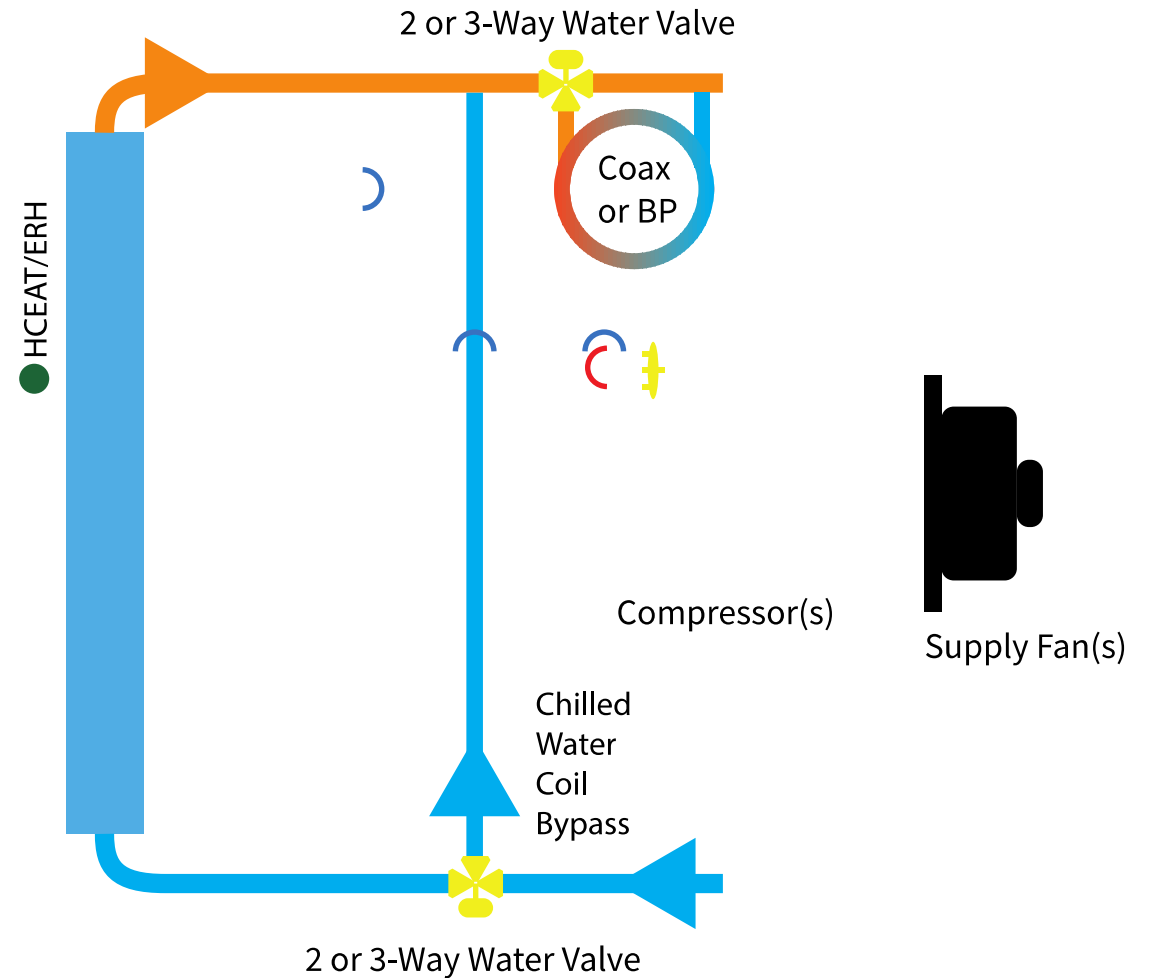 2 or 3-Way Water Valve
Coax
or BP
HCEAT/ERH
Compressor(s)
Supply Fan(s)
Chilled
Water
Coil
Bypass
2 or 3-Way Water Valve